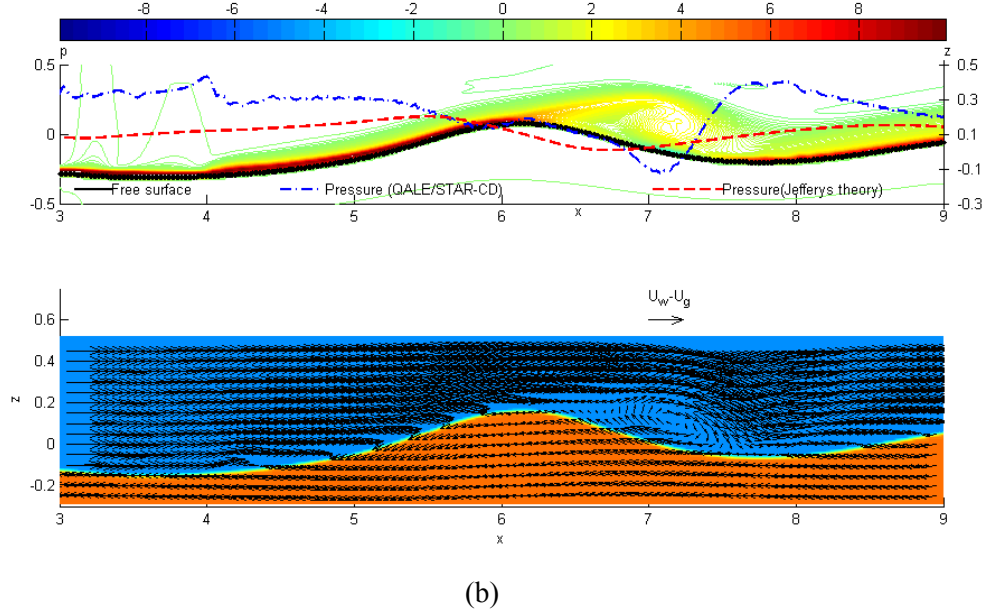 -8 -6 -4 -2 0 2 4 6 8
p z
0.5 0.5
0.3
0 0.1
-0.1
Free surface Pressure (QALE/STAR-CD) Pressure(Jefferys theory)
-0.5 -0.3
3 4 5 6 7 8 9
x
U_w-U_g
0.6
0.4
z 0.2
0
-0.2
3 4 5 6 7 8 9
x
(b)